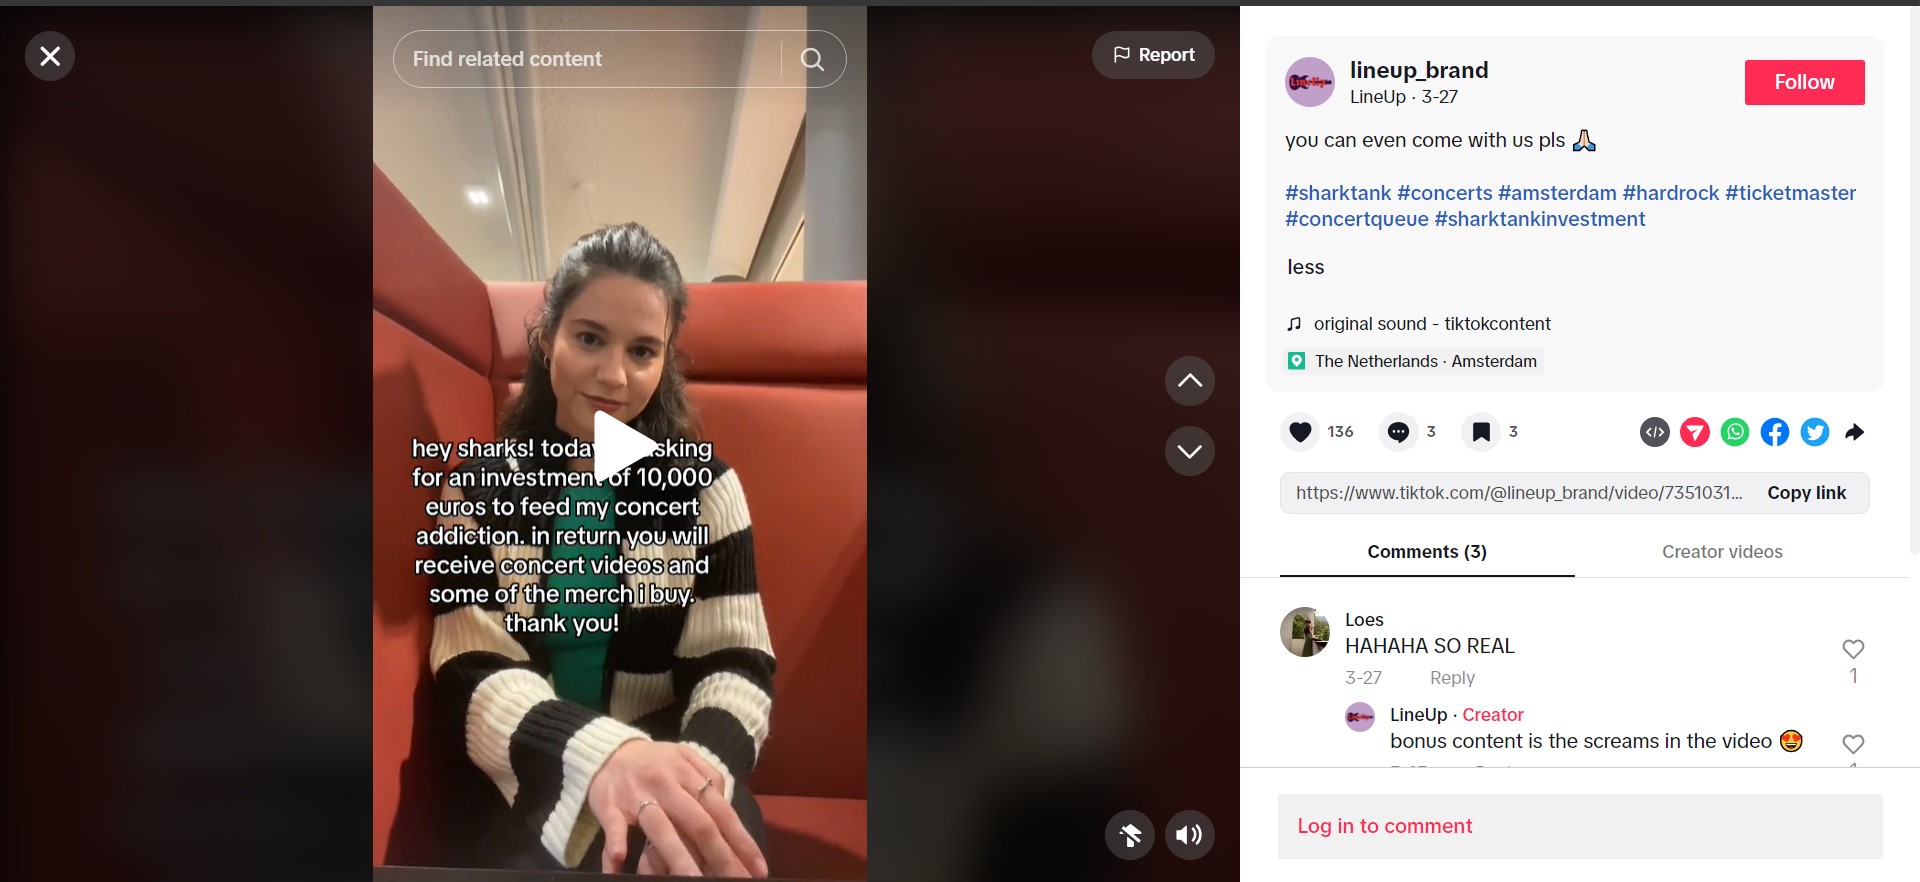 Find related content
Report
hey sharks! today sking
for an investment of 10,000
euros to feed my concert
addiction. in return you will
receive concert videos and
some of the merch i buy.
thank you!
lineup_brand
LineUp · 3-27
Follow
you can even come with us pls 🙏🏻
#sharktank #concerts #amsterdam #hardrock #ticketmaster
#concertqueue #sharktankinvestment
less
original sound - tiktokcontent
The Netherlands · Amsterdam
136
3
3
https://www.tiktok.com/@lineup_brand/video/7351031...
Copy link
Comments (3)
Creator videos
Loes
HAHAHA SO REAL
3-27
Reply
1
LineUp · Creator
bonus content is the screams in the video 😍
Log in to comment